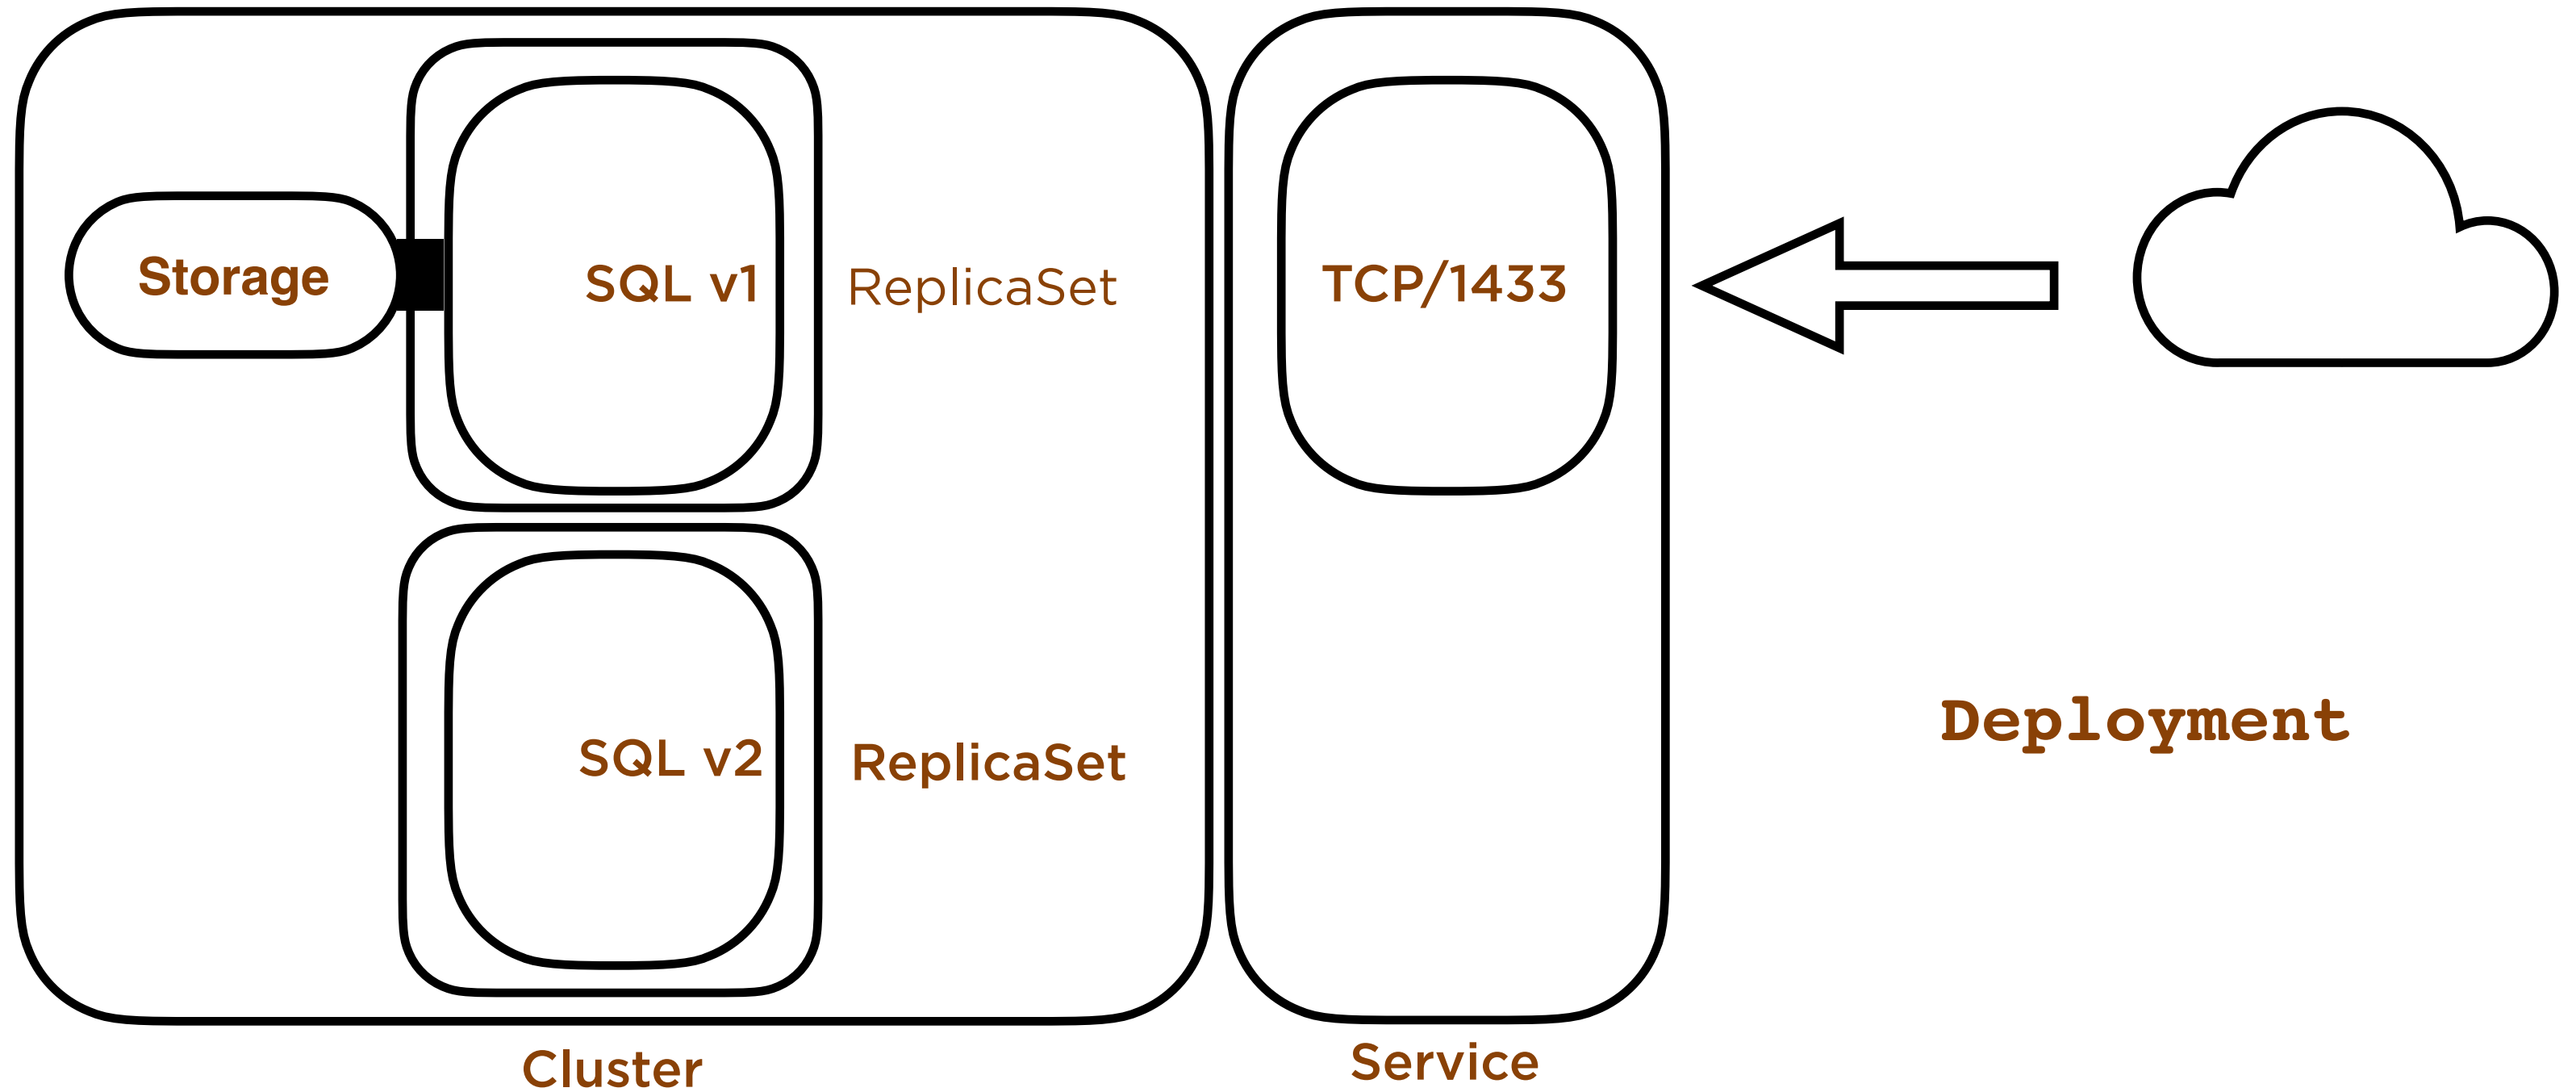 Storage
SQL v1
ReplicaSet
TCP/1433
SQL v2
ReplicaSet
Deployment
Cluster
Service